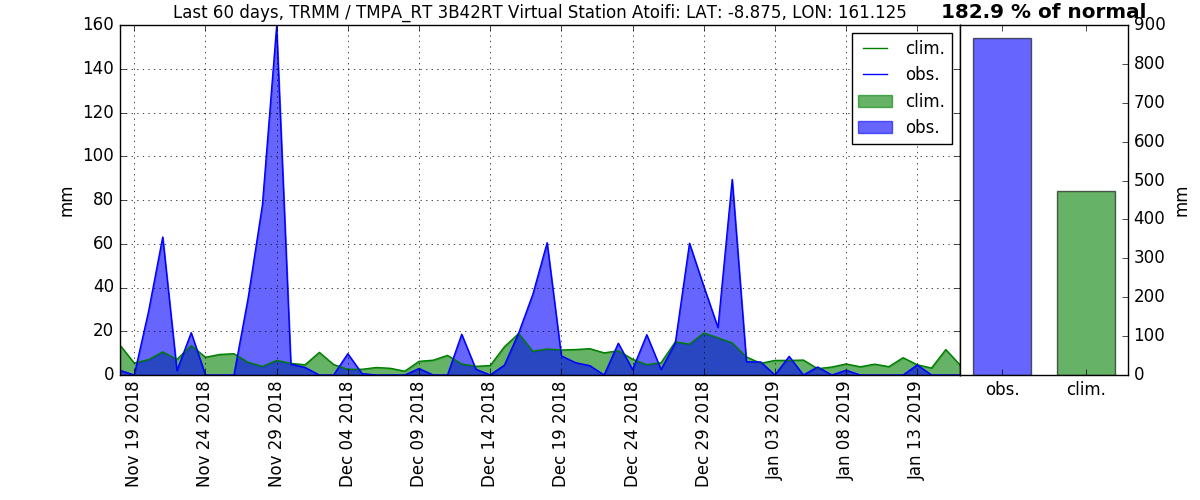 Last 60 days, TRMM / TMPA_RT 3B42RT Virtual Station Atoifi: LAT: -8.875, LON: 161.125
182.9 % of normal
160
140
120
100
80
60
40
20
0
mm
clim.
obs.
clim.
obs.
900
800
700
600
500
400
300
200
100
0
mm
Nov 19 2018
Nov 24 2018
Nov 29 2018
Dec 04 2018
Dec 09 2018
Dec 14 2018
Dec 19 2018
Dec 24 2018
Dec 29 2018
Jan 03 2019
Jan 08 2019
Jan 13 2019
obs.
clim.